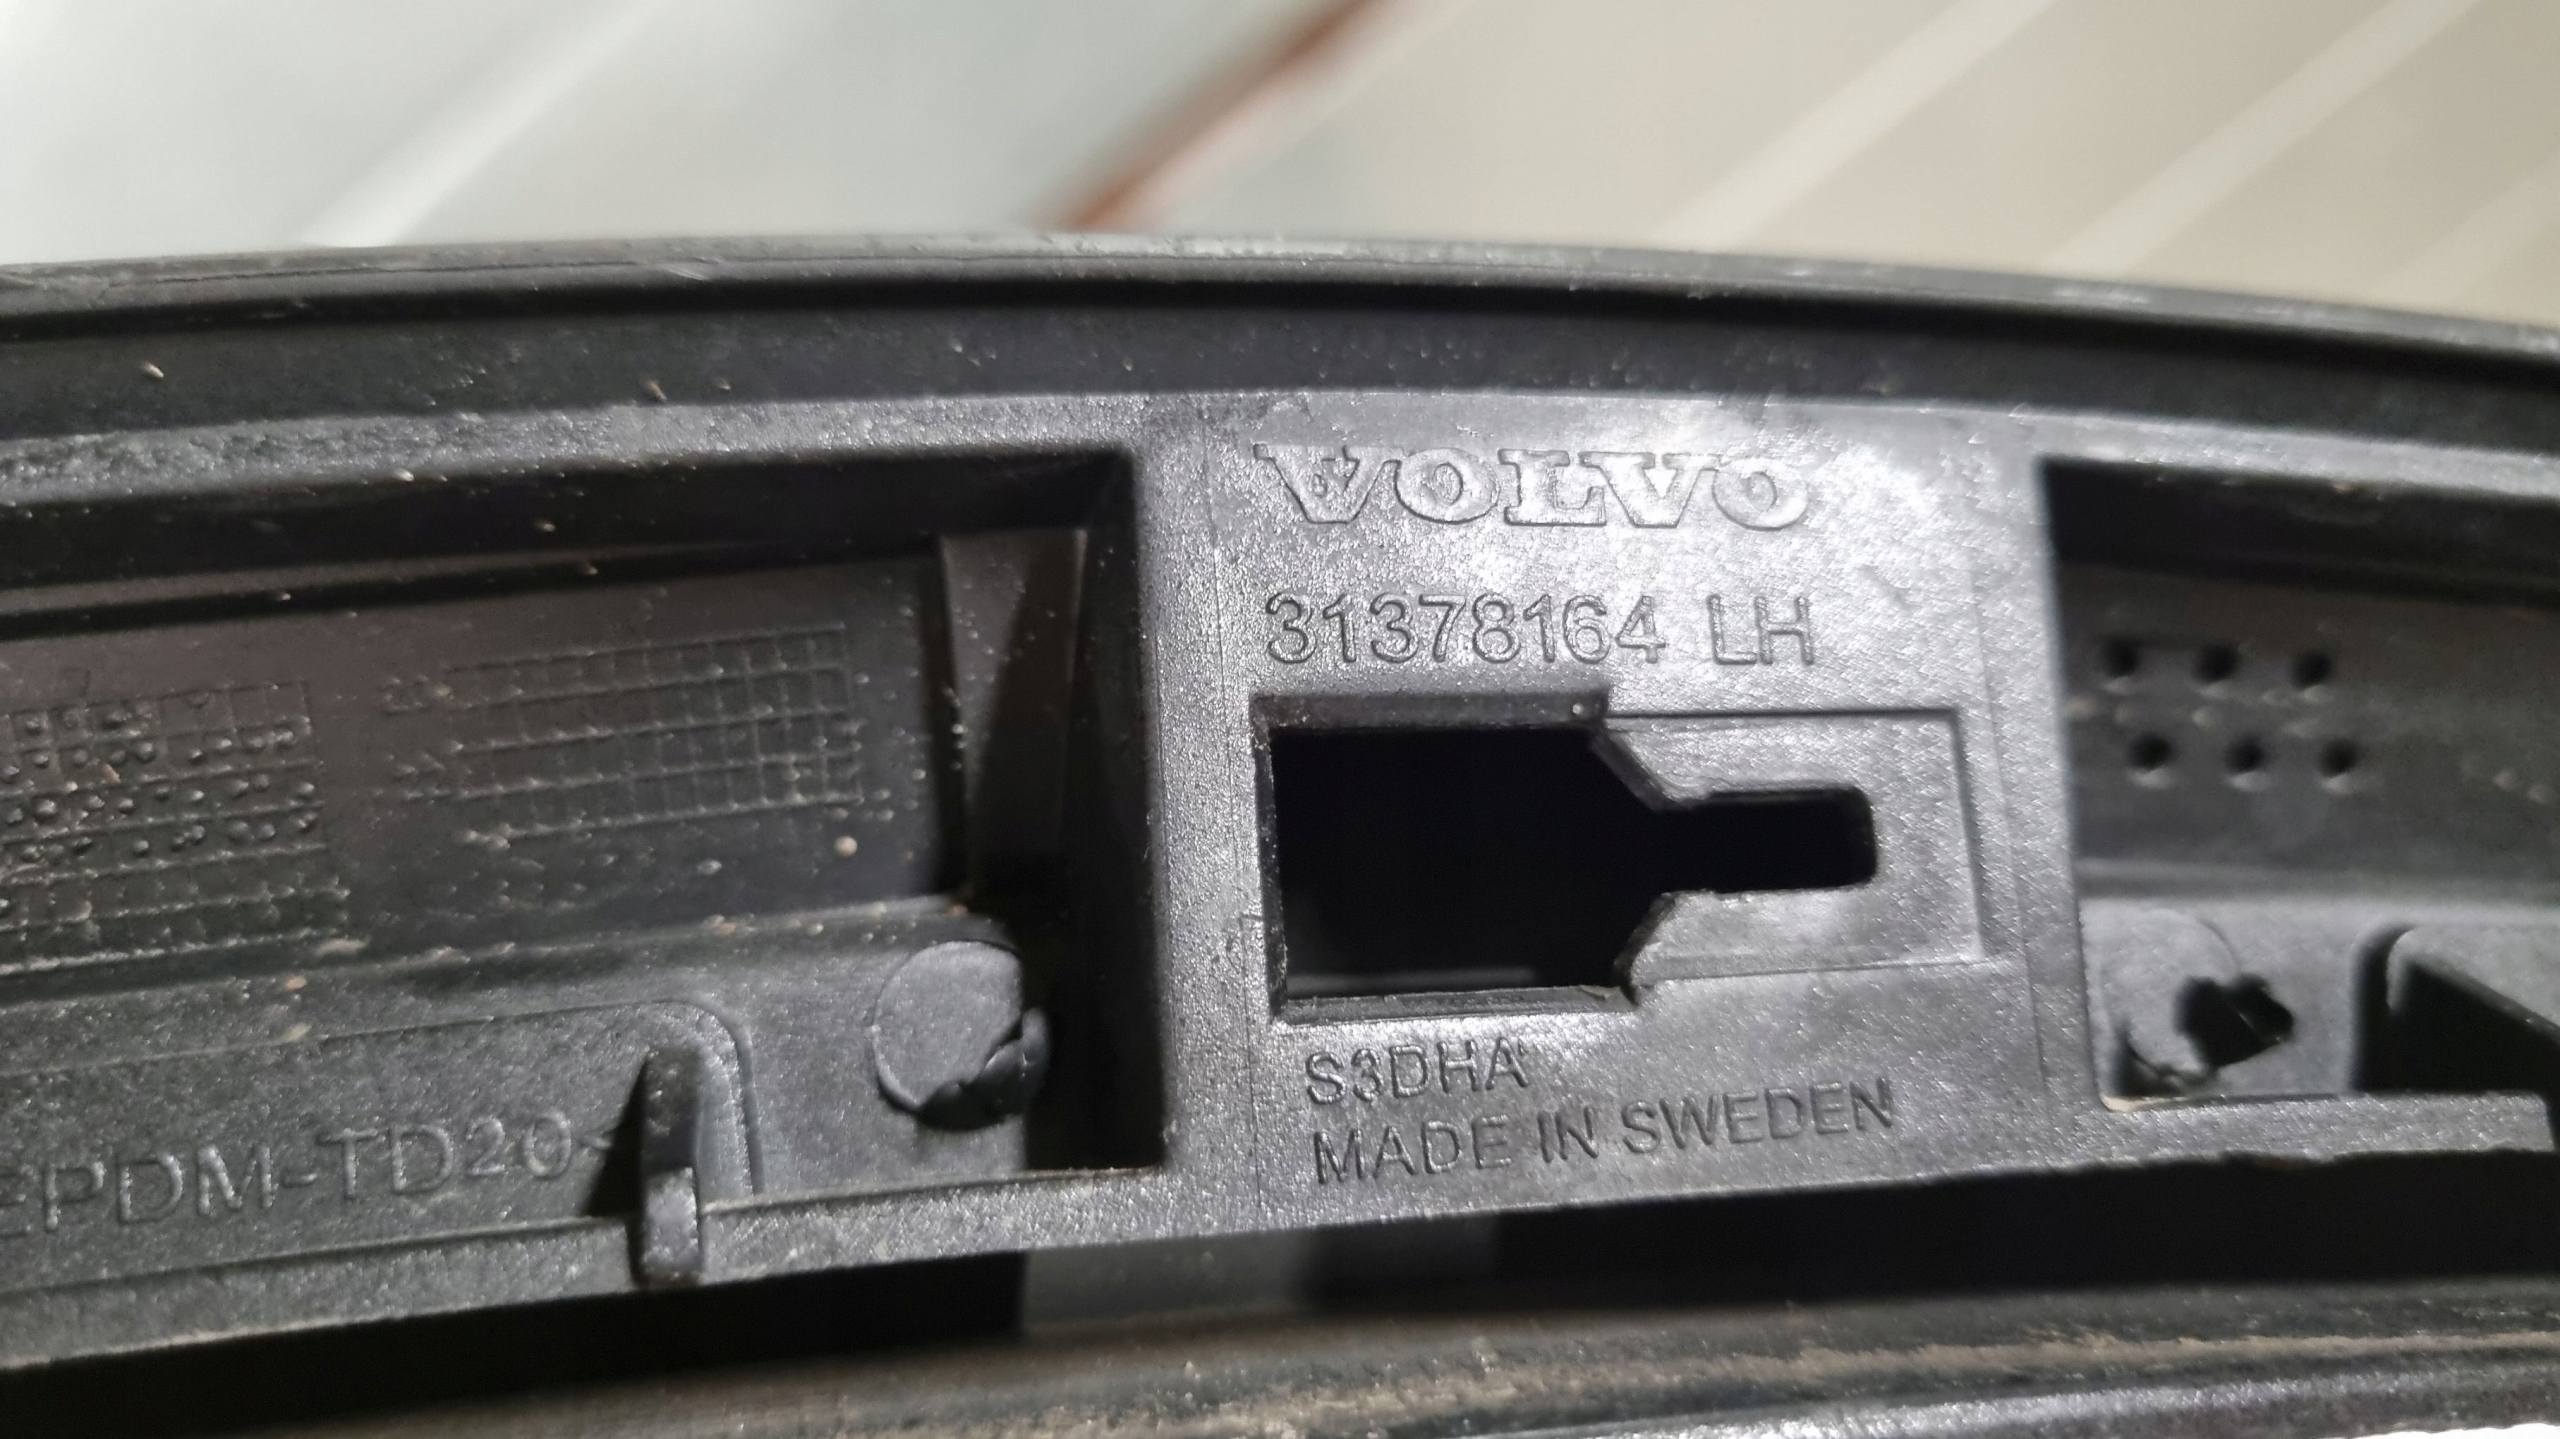 VOLVO
31378164 LH
S3DHA
MADE IN SWEDEN
EPDM-TD20<